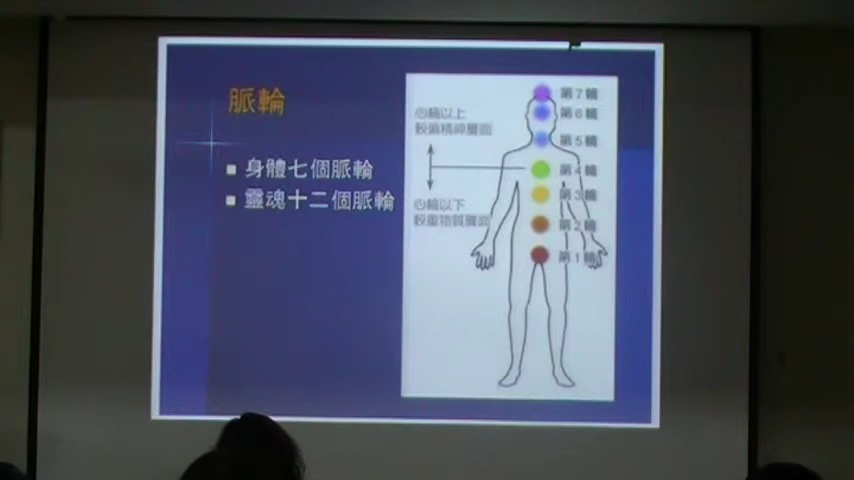 脈輪
身體七個脈輪
靈魂十二個脈輪
心輪以上
較偏精神層面
心輪以下
較重物質層面
第7輪
第6輪
第5輪
第4輪
第3輪
第2輪
第1輪